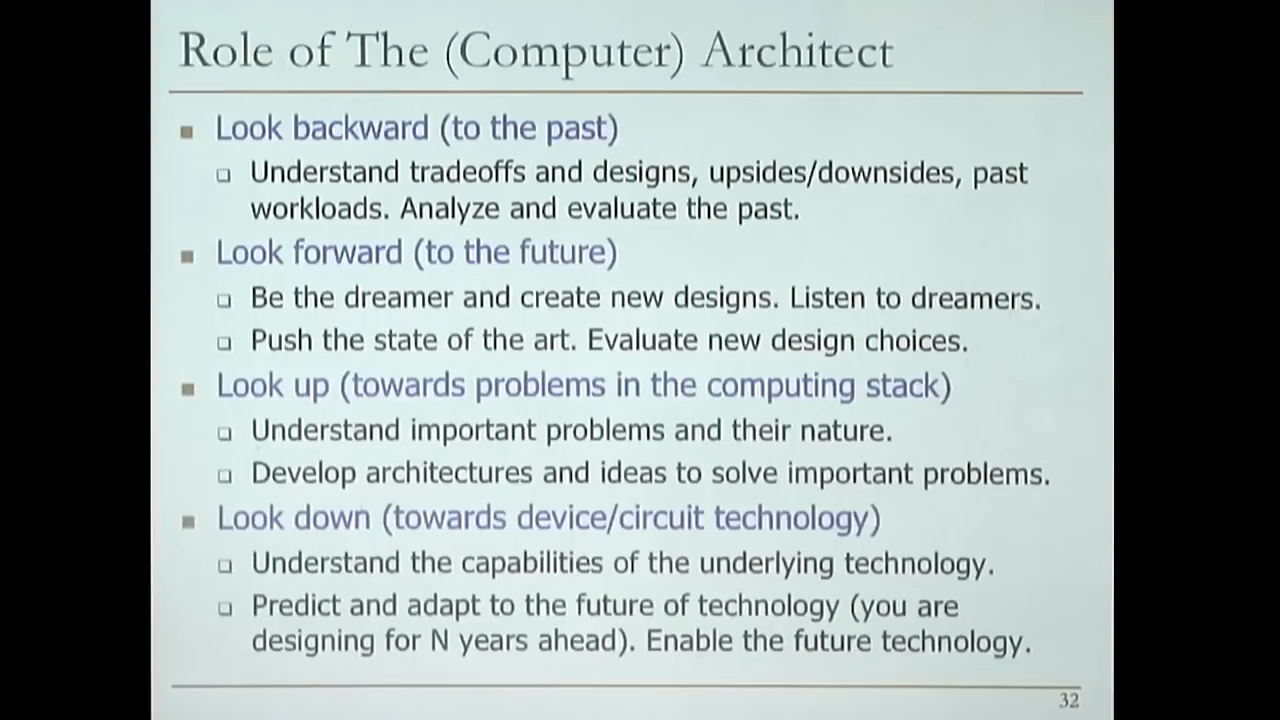 Role of The (Computer) Architect
Look backward (to the past)
Understand tradeoffs and designs, upsides/downsides, past
workloads. Analyze and evaluate the past.
Look forward (to the future)
Be the dreamer and create new designs. Listen to dreamers.
Push the state of the art. Evaluate new design choices.
Look up (towards problems in the computing stack)
Understand important problems and their nature.
Develop architectures and ideas to solve important problems.
Look down (towards device/circuit technology)
Understand the capabilities of the underlying technology.
Predict and adapt to the future of technology (you are
designing for N years ahead). Enable the future technology.
32